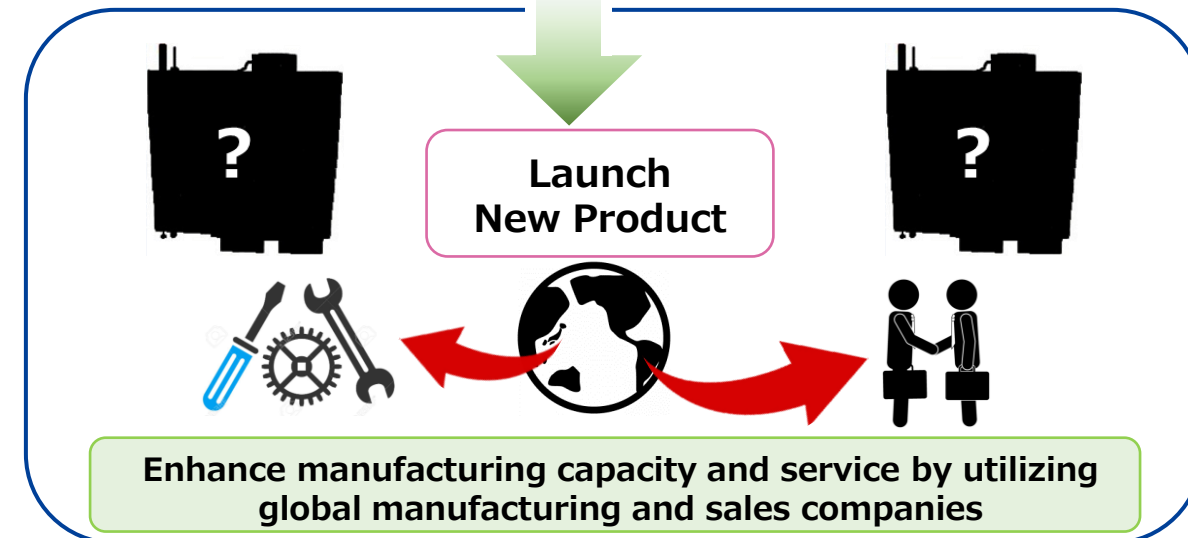 ?
?
Launch
New Product
Enhance manufacturing capacity and service by utilizing
global manufacturing and sales companies